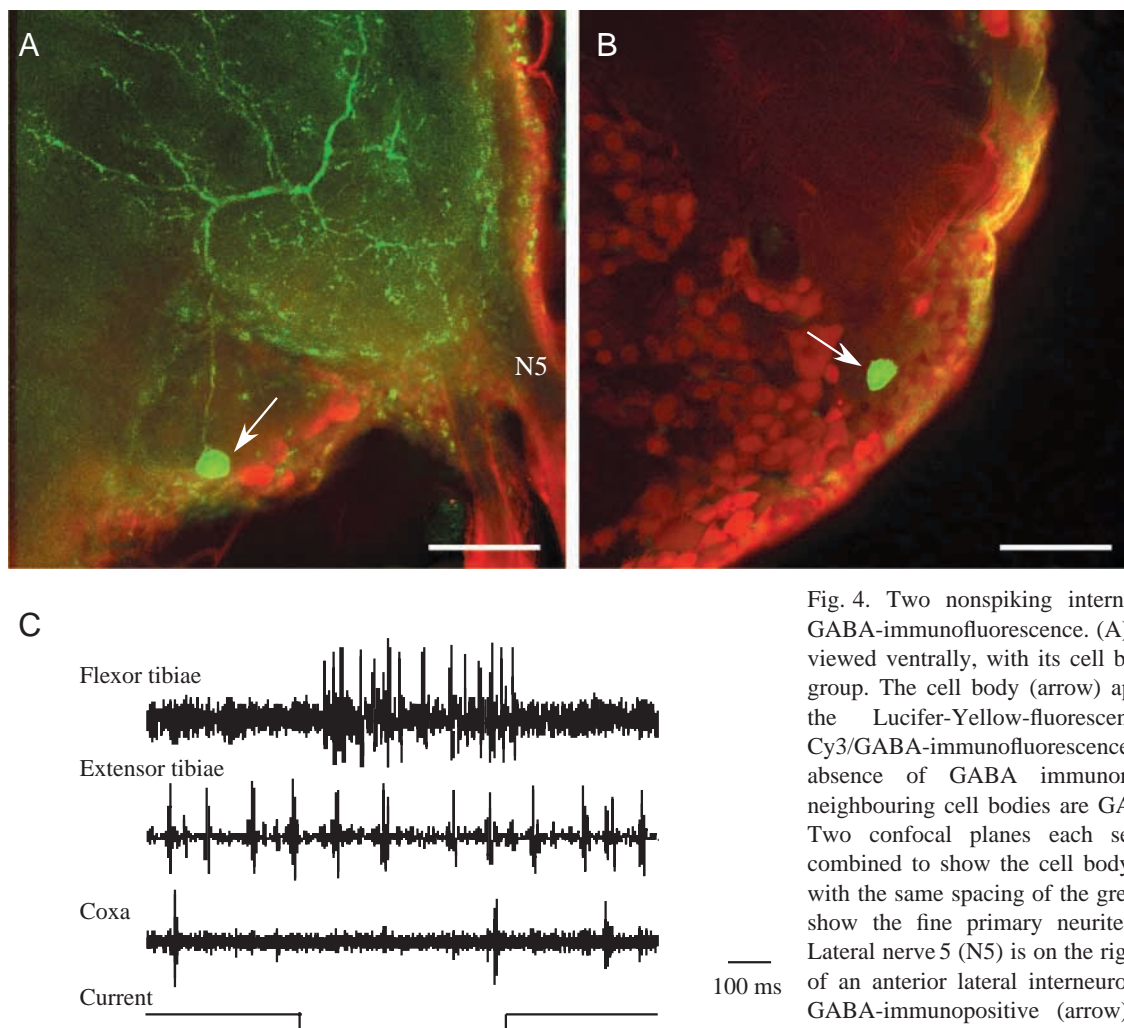 A
B
N5
C
Flexor tibiae
Extensor tibiae
Coxa
Current
100 ms
Fig. 4. Two nonspiking intern
GABA-immunofluorescence. (A)
viewed ventrally, with its cell b
group. The cell body (arrow) ap
the Lucifer-Yellow-fluorescen
Cy3/GABA-immunofluorescence
absence of GABA immunor
neighbouring cell bodies are GA
Two confocal planes each se
combined to show the cell body
with the same spacing of the gre
show the fine primary neurite
Lateral nerve 5 (N5) is on the rig
of an anterior lateral interneuro
GABA-immunopositive (arrow)